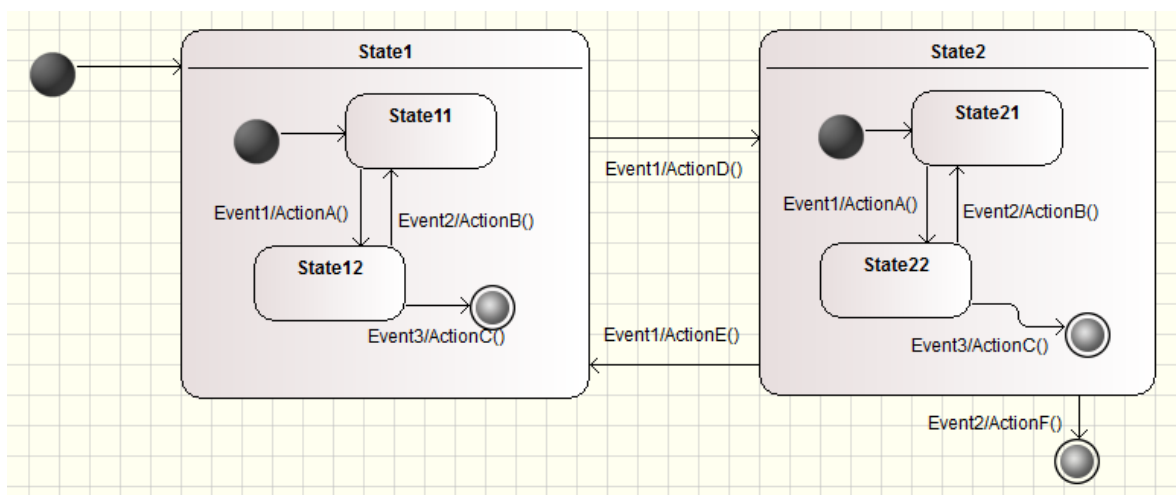 State1
State11
Event1/ActionA()
Event2/ActionB()
State12
Event3/ActionC()
Event1/ActionD()
Event1/ActionE()
State2
State21
Event1/ActionA()
Event2/ActionB()
State22
Event3/ActionC()
Event2/ActionF()